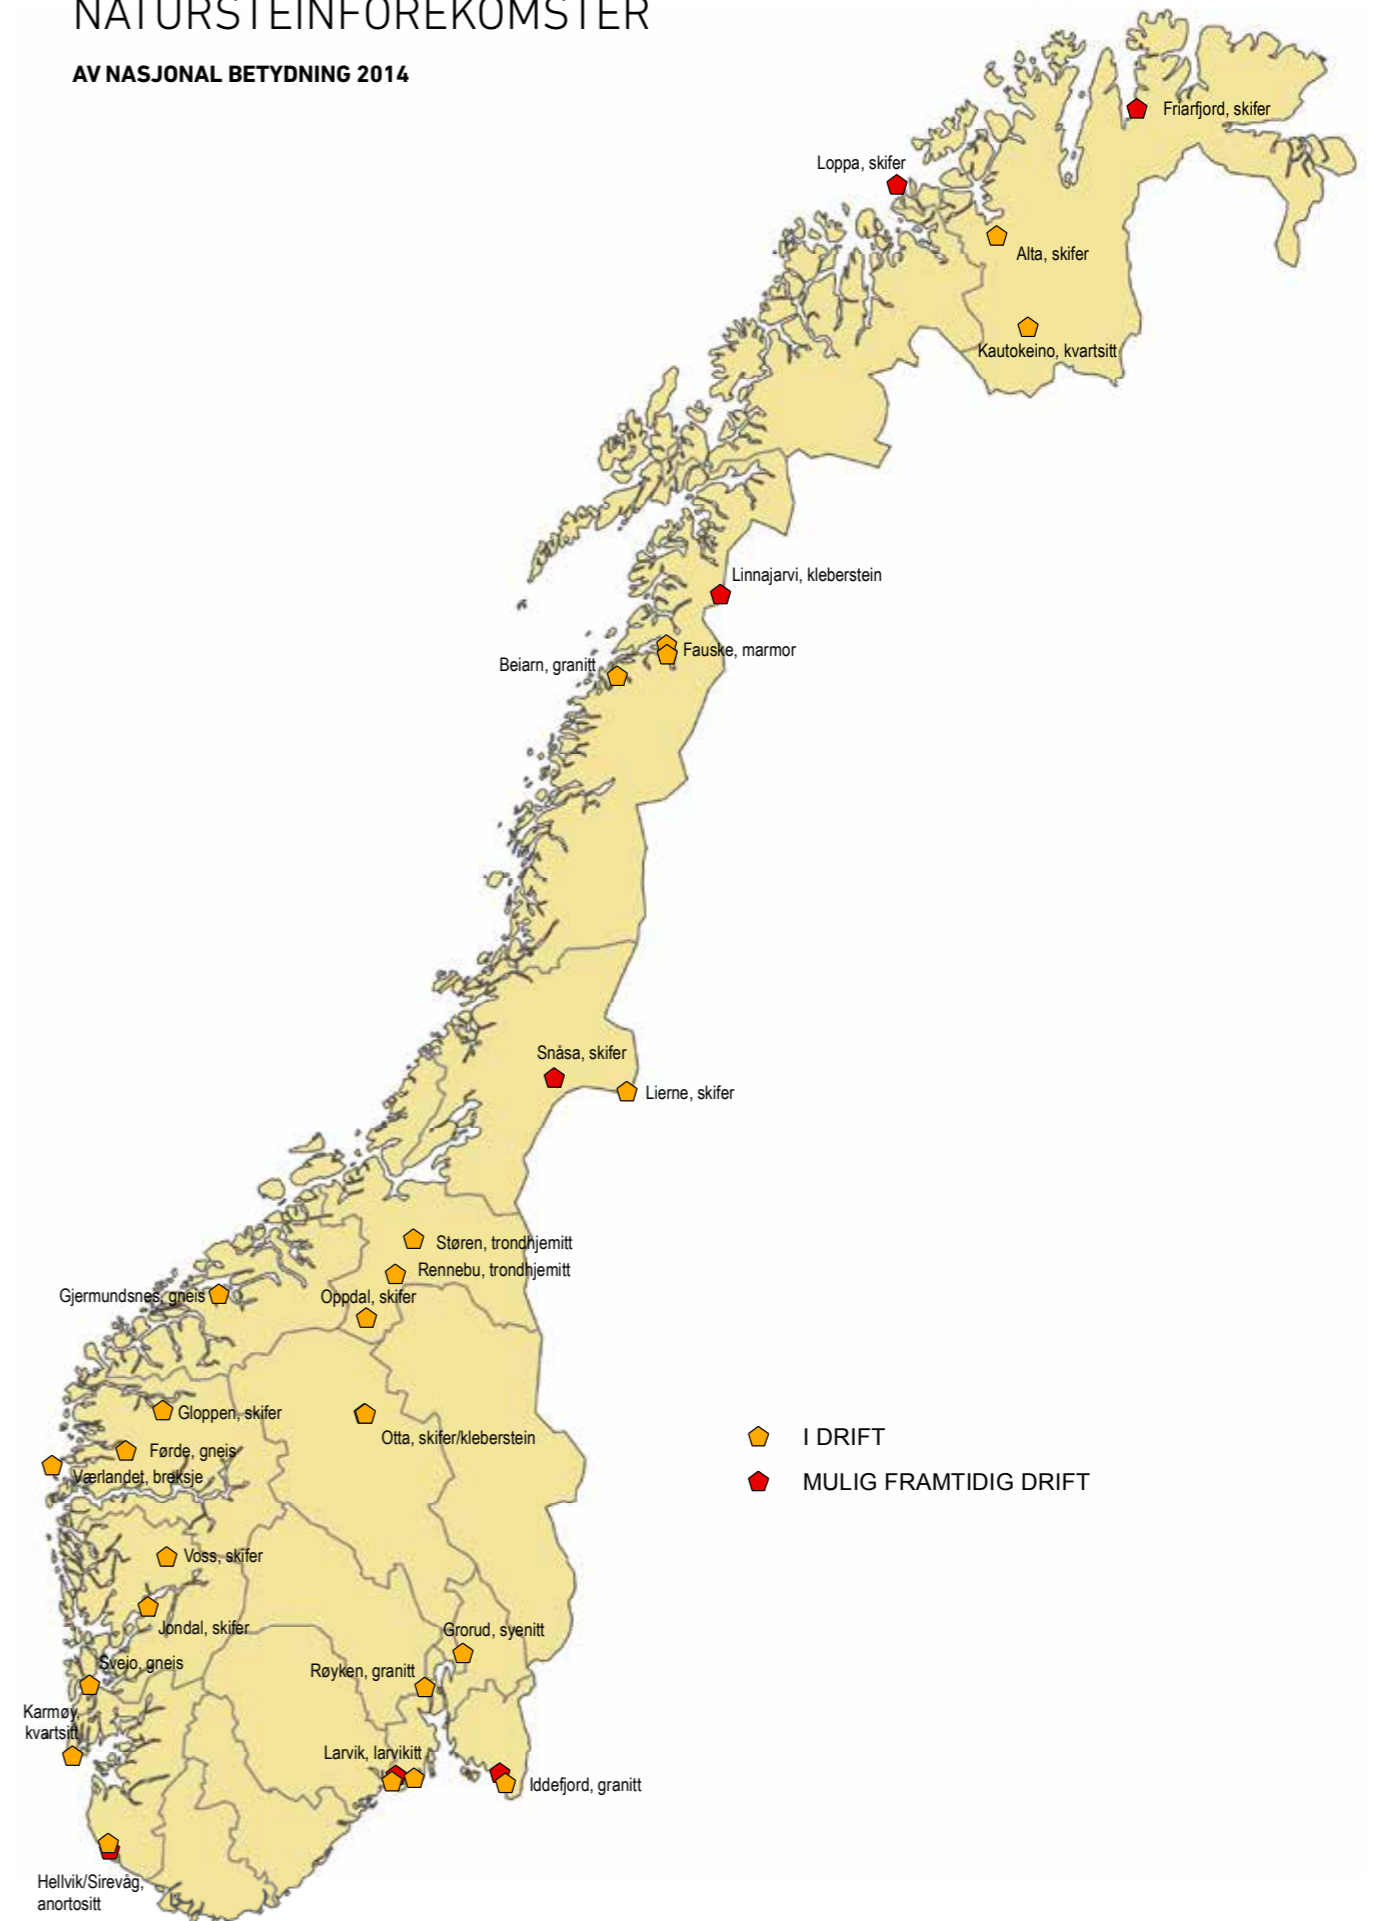 NATURSTEINFOREKOMSTER
AV NASJONAL BETYDNING 2014
Friarfjord, skifer
Loppa, skifer
Alta, skifer
Kautokeino, kvartsitt
Linnajarvi, kleberstein
Fauske, marmor
Beiarn, granitt
Snåsa, skifer
Lierne, skifer
Støren, trondhjemitt
Rennebu, trondhjemitt
Gjermundsnes, gneis
Oppdal, skifer
Gloppen, skifer
Otta, skifer/kleberstein
Førde, gneis
Værlandet, breksje
I DRIFT
MULIG FRAMTIDIG DRIFT
Voss, skifer
Jondal, skifer
Grorud, syenitt
Sveio, gneis
Røyken, granitt
Karmøy,
kvartsitt
Larvik, larvikitt
Iddefjord, granitt
Hellvik/Sirevåg,
anortositt